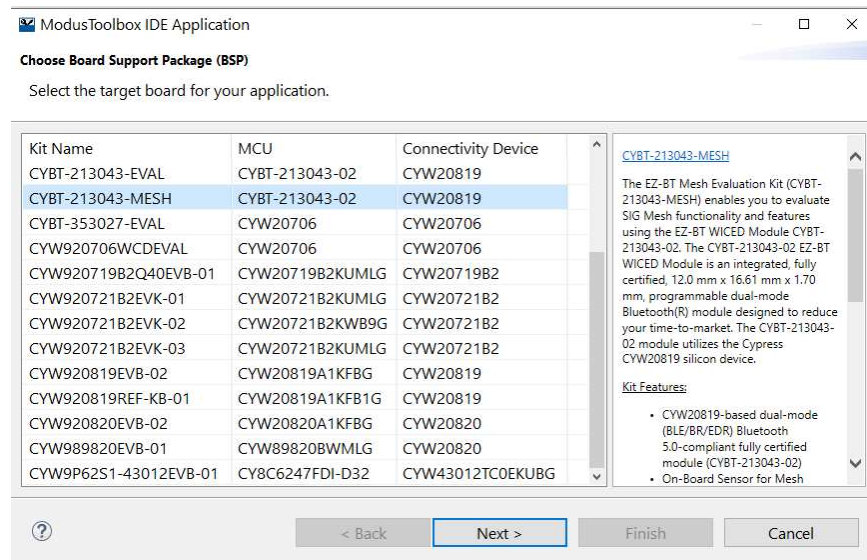 ModusToolbox IDE Application
Choose Board Support Package (BSP)
Select the target board for your application.
Kit Name MCU Connectivity Device
CYBT-213043-EVAL CYBT-213043-02 CYW20819
CYBT-213043-MESH CYBT-213043-02 CYW20819
CYBT-353027-EVAL CYW20706 CYW20706
CYW920706WCDEVAL CYW20706 CYW20706
CYW920719B2Q40EVB-01 CYW20719B2KUMLG CYW20719B2
CYW920721B2EVK-01 CYW20721B2KUMLG CYW20721B2
CYW920721B2EVK-02 CYW20721B2KWB9G CYW20721B2
CYW920721B2EVK-03 CYW20721B2KUMLG CYW20721B2
CYW920819EVB-02 CYW20819A1KFBG CYW20819
CYW920819REF-KB-01 CYW20819A1KFB1G CYW20819
CYW920820EVB-02 CYW20820A1KFBG CYW20820
CYW989820EVB-01 CYW89820BWMLG CYW20820
CYW9P62S1-43012EVB-01 CY8C6247FDI-D32 CYW43012TC0EKUBG
CYBT-213043-MESH
The EZ-BT Mesh Evaluation Kit (CYBT-
213043-MESH) enables you to evaluate
SIG Mesh functionality and features
using the EZ-BT WICED Module CYBT-
213043-02. The CYBT-213043-02 EZ-BT
WICED Module is an integrated, fully
certified, 12.0 mm x 16.61 mm x 1.70
mm, programmable dual-mode
Bluetooth(R) module designed to reduce
your time-to-market. The CYBT-213043-
02 module utilizes the Cypress
CYW20819 silicon device.
Kit Features:
• CYW20819-based dual-mode
(BLE/BR/EDR) Bluetooth
5.0-compliant fully certified
module (CYBT-213043-02)
• On-Board Sensor for Mesh
? < Back Next > Finish Cancel